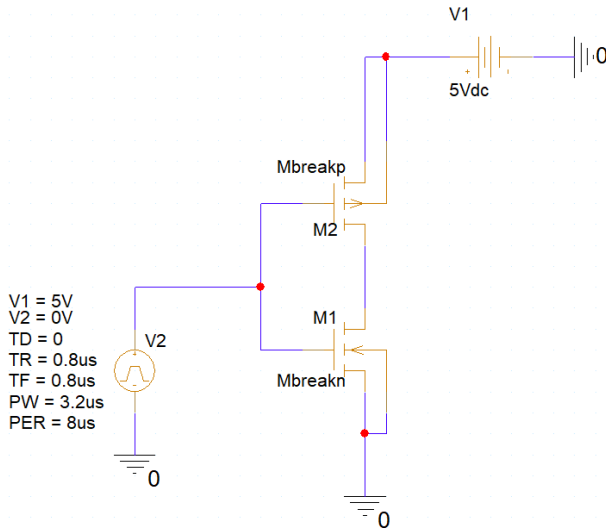 V1
0
+ -
5Vdc
Mbreakp
M2
V1 = 5V
V2 = 0V
TD = 0
TR = 0.8us
TF = 0.8us
PW = 3.2us
PER = 8us
V2
+
-
0
M1
Mbreakn
0